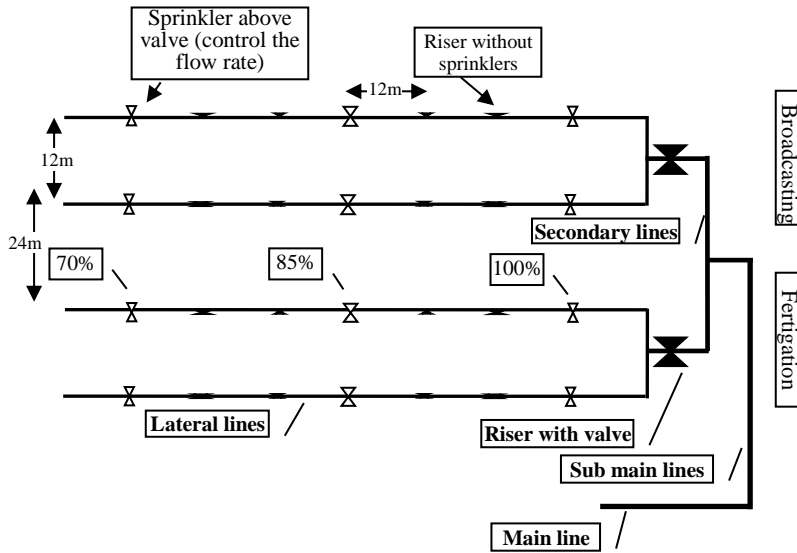 Sprinkler above
valve (control the
flow rate)
Riser without
sprinklers
12m
12m
24m
Broadcasting
Secondary lines
70%
85%
100%
Fertigation
Lateral lines
Riser with valve
Sub main lines
Main line